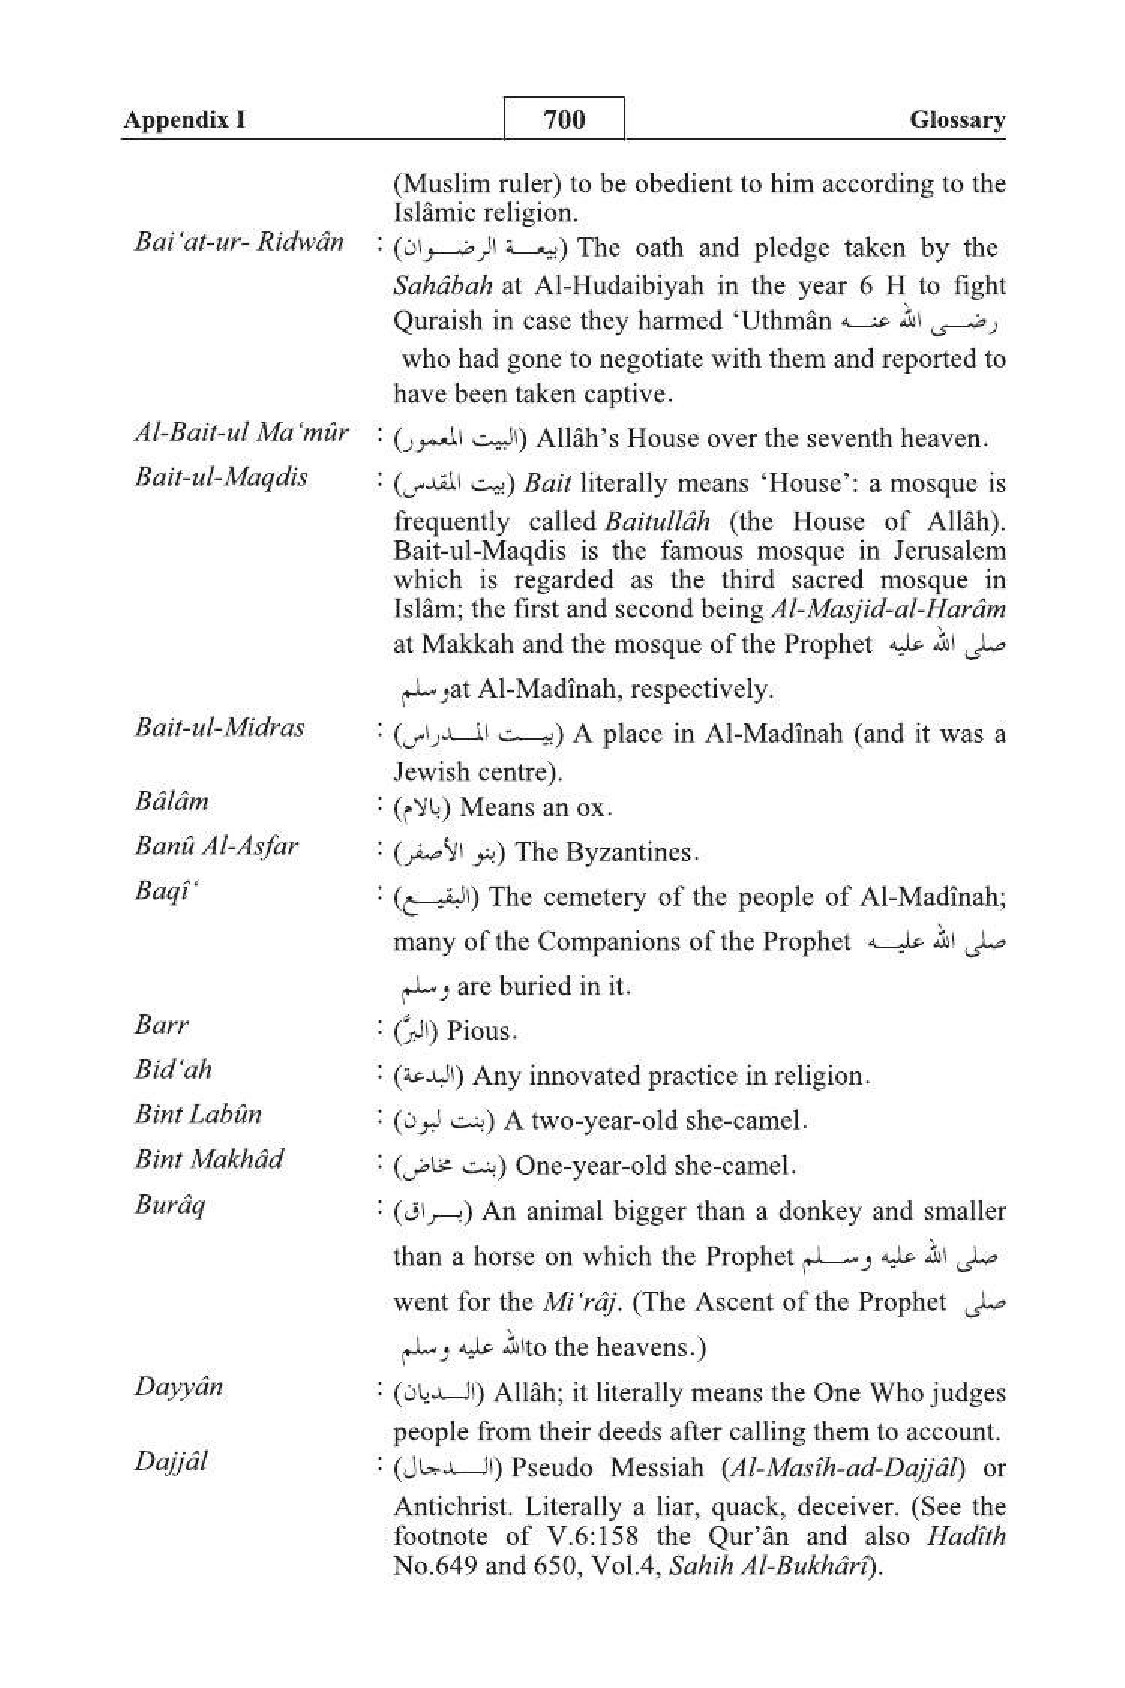 Appendix I 700 Glossary
(Muslim ruler) to be obedient to him according to the
Islâmic religion.
Bai‘at-ur- Ridwân : (بيعـــة الرضـــوان) The oath and pledge taken by the
Sahâbah at Al-Hudaibiyah in the year 6 H to fight
Quraish in case they harmed ‘Uthmân رضـــى الله عنـــه
who had gone to negotiate with them and reported to
have been taken captive.
Al-Bait-ul Ma‘mûr : (البيت المعمور) Allâh’s House over the seventh heaven.
Bait-ul-Maqdis : (بيت المقدس) Bait literally means ‘House’: a mosque is
frequently called Baitullâh (the House of Allâh).
Bait-ul-Maqdis is the famous mosque in Jerusalem
which is regarded as the third sacred mosque in
Islâm; the first and second being Al-Masjid-al-Harâm
at Makkah and the mosque of the Prophet صلى الله عليه
وسلم at Al-Madînah, respectively.
Bait-ul-Midras : (بيـــت المـــدراس) A place in Al-Madînah (and it was a
Jewish centre).
Bâlâm : (بالام) Means an ox.
Banû Al-Asfar : (بنو الأصفر) The Byzantines.
Baqî‘ : (البقيـــع) The cemetery of the people of Al-Madînah;
many of the Companions of the Prophet صلى الله عليـــه
وسلم are buried in it.
Barr : (البرَّ) Pious.
Bid‘ah : (البدعة) Any innovated practice in religion.
Bint Labûn : (بنت لبون) A two-year-old she-camel.
Bint Makhâd : (بنت مخاض) One-year-old she-camel.
Burâq : (بـــراق) An animal bigger than a donkey and smaller
than a horse on which the Prophet صلى الله عليه وســـلم
went for the Mi‘râj. (The Ascent of the Prophet صلى
الله عليه وسلم to the heavens.)
Dayyân : (الـــديان) Allâh; it literally means the One Who judges
people from their deeds after calling them to account.
Dajjâl : (الـــدجال) Pseudo Messiah (Al-Masîh-ad-Dajjâl) or
Antichrist. Literally a liar, quack, deceiver. (See the
footnote of V.6:158 the Qur’ân and also Hadîth
No.649 and 650, Vol.4, Sahih Al-Bukhârî).